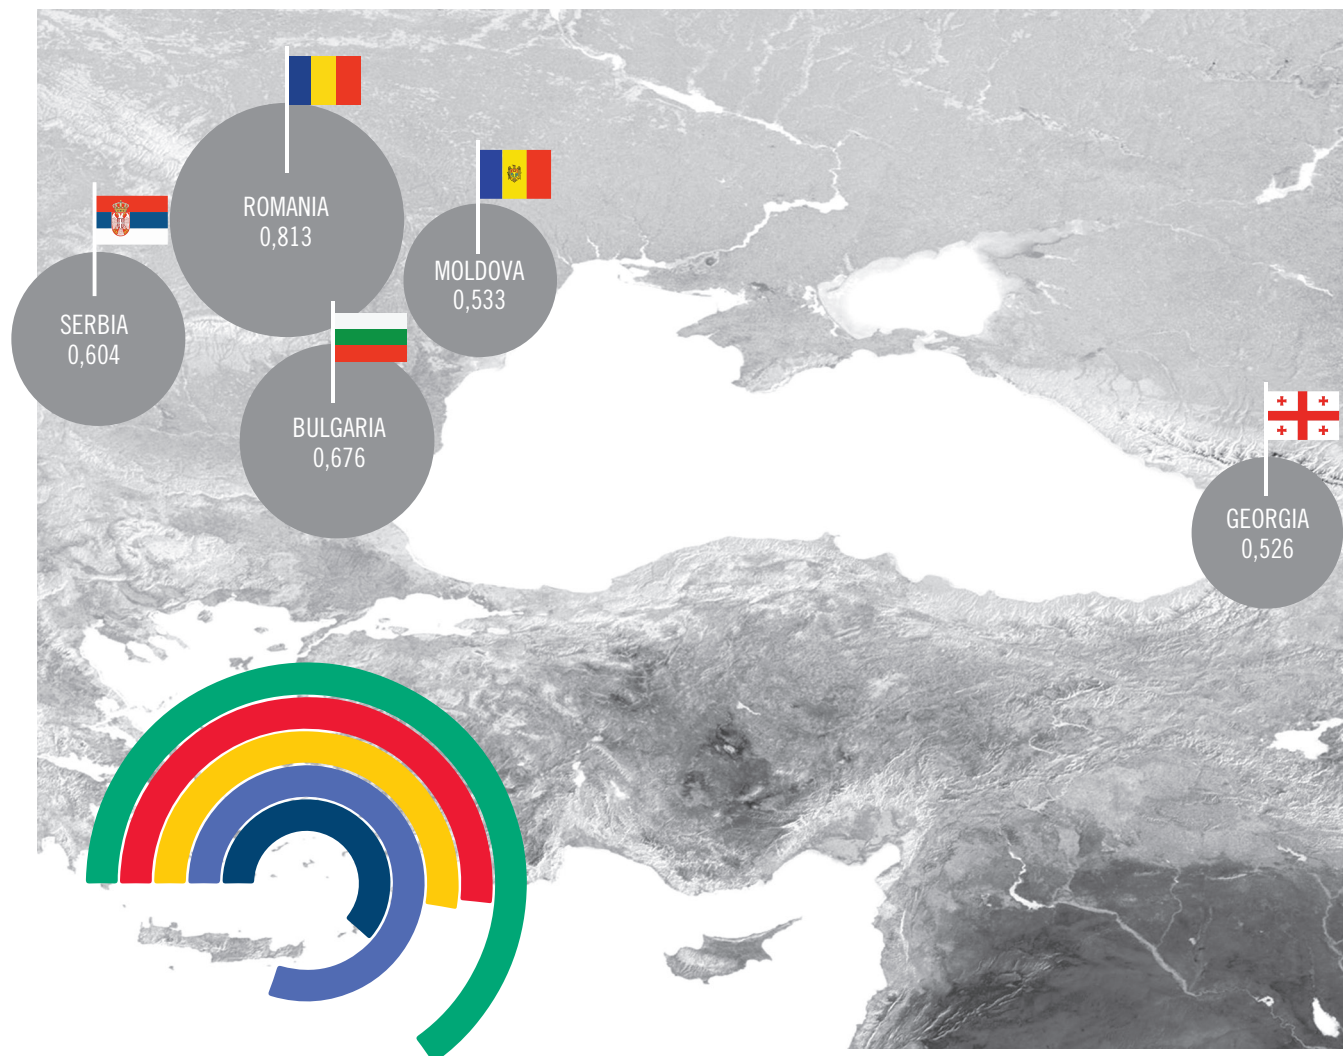 ROMANIA
0,813
MOLDOVA
0,533
SERBIA
0,604
BULGARIA
0,676
GEORGIA
0,526